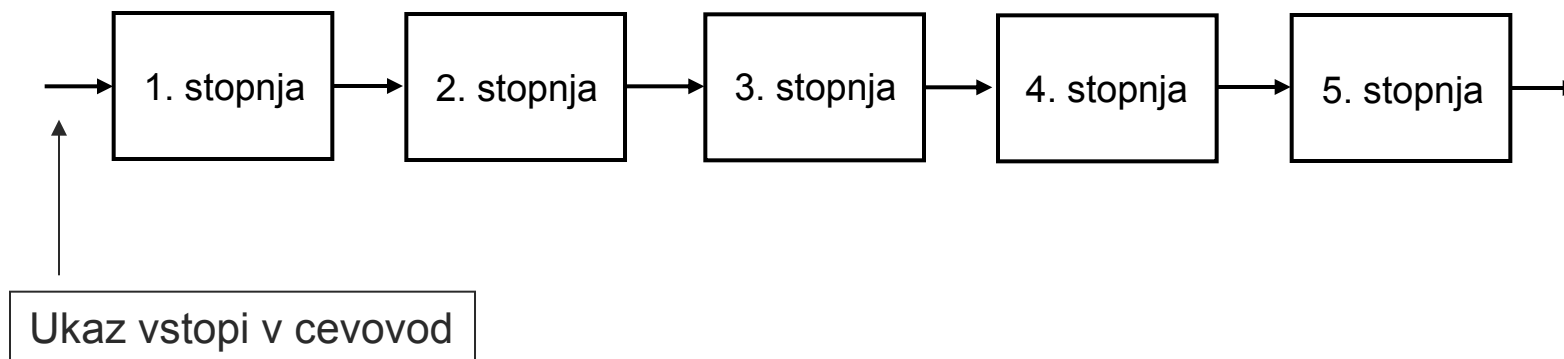 1. stopnja
2. stopnja
3. stopnja
4. stopnja
5. stopnja
Ukaz vstopi v cevovod